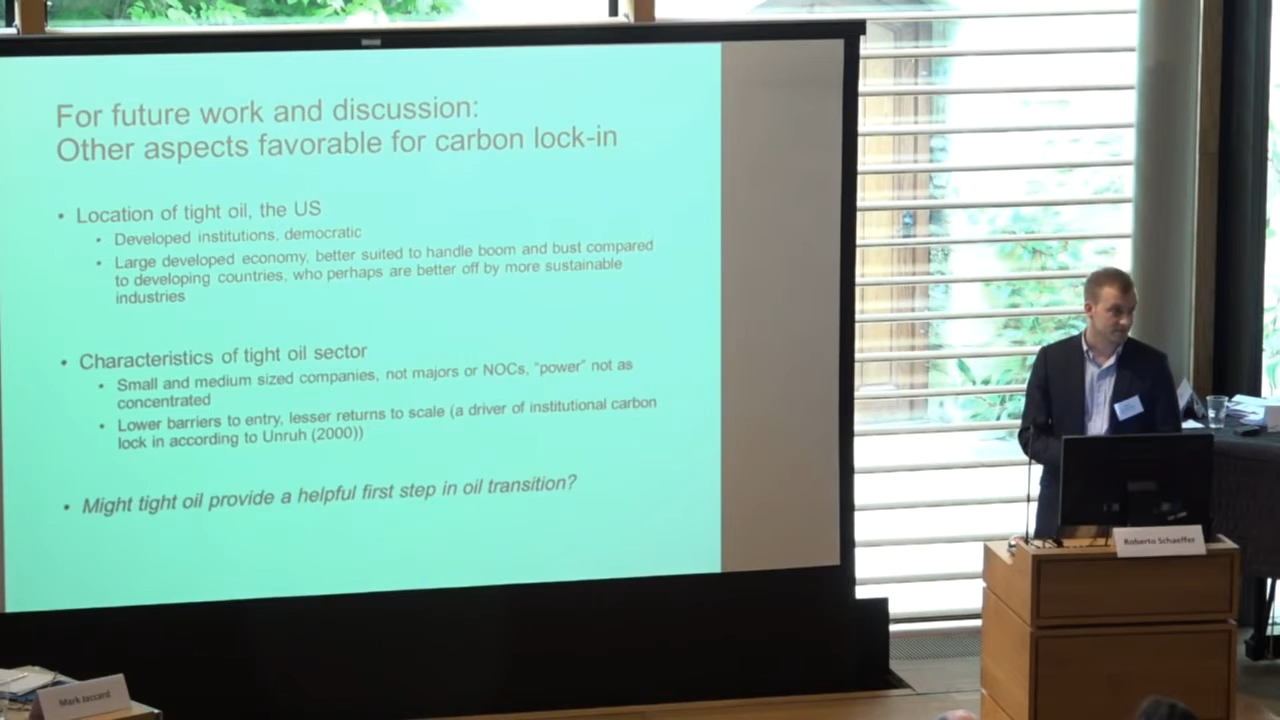 For future work and discussion:
Other aspects favorable for carbon lock-in
• Location of tight oil, the US
• Developed institutions, democratic
• Large developed economy, better suited to handle boom and bust compared
to developing countries, who perhaps are better off by more sustainable
industries
• Characteristics of tight oil sector
• Small and medium sized companies, not majors or NOCs, "power" not as
concentrated
• Lower barriers to entry, lesser returns to scale (a driver of institutional carbon
lock in according to Unruh (2000))
• Might tight oil provide a helpful first step in oil transition?
Roberto Schaeffer
Mark Jaccard